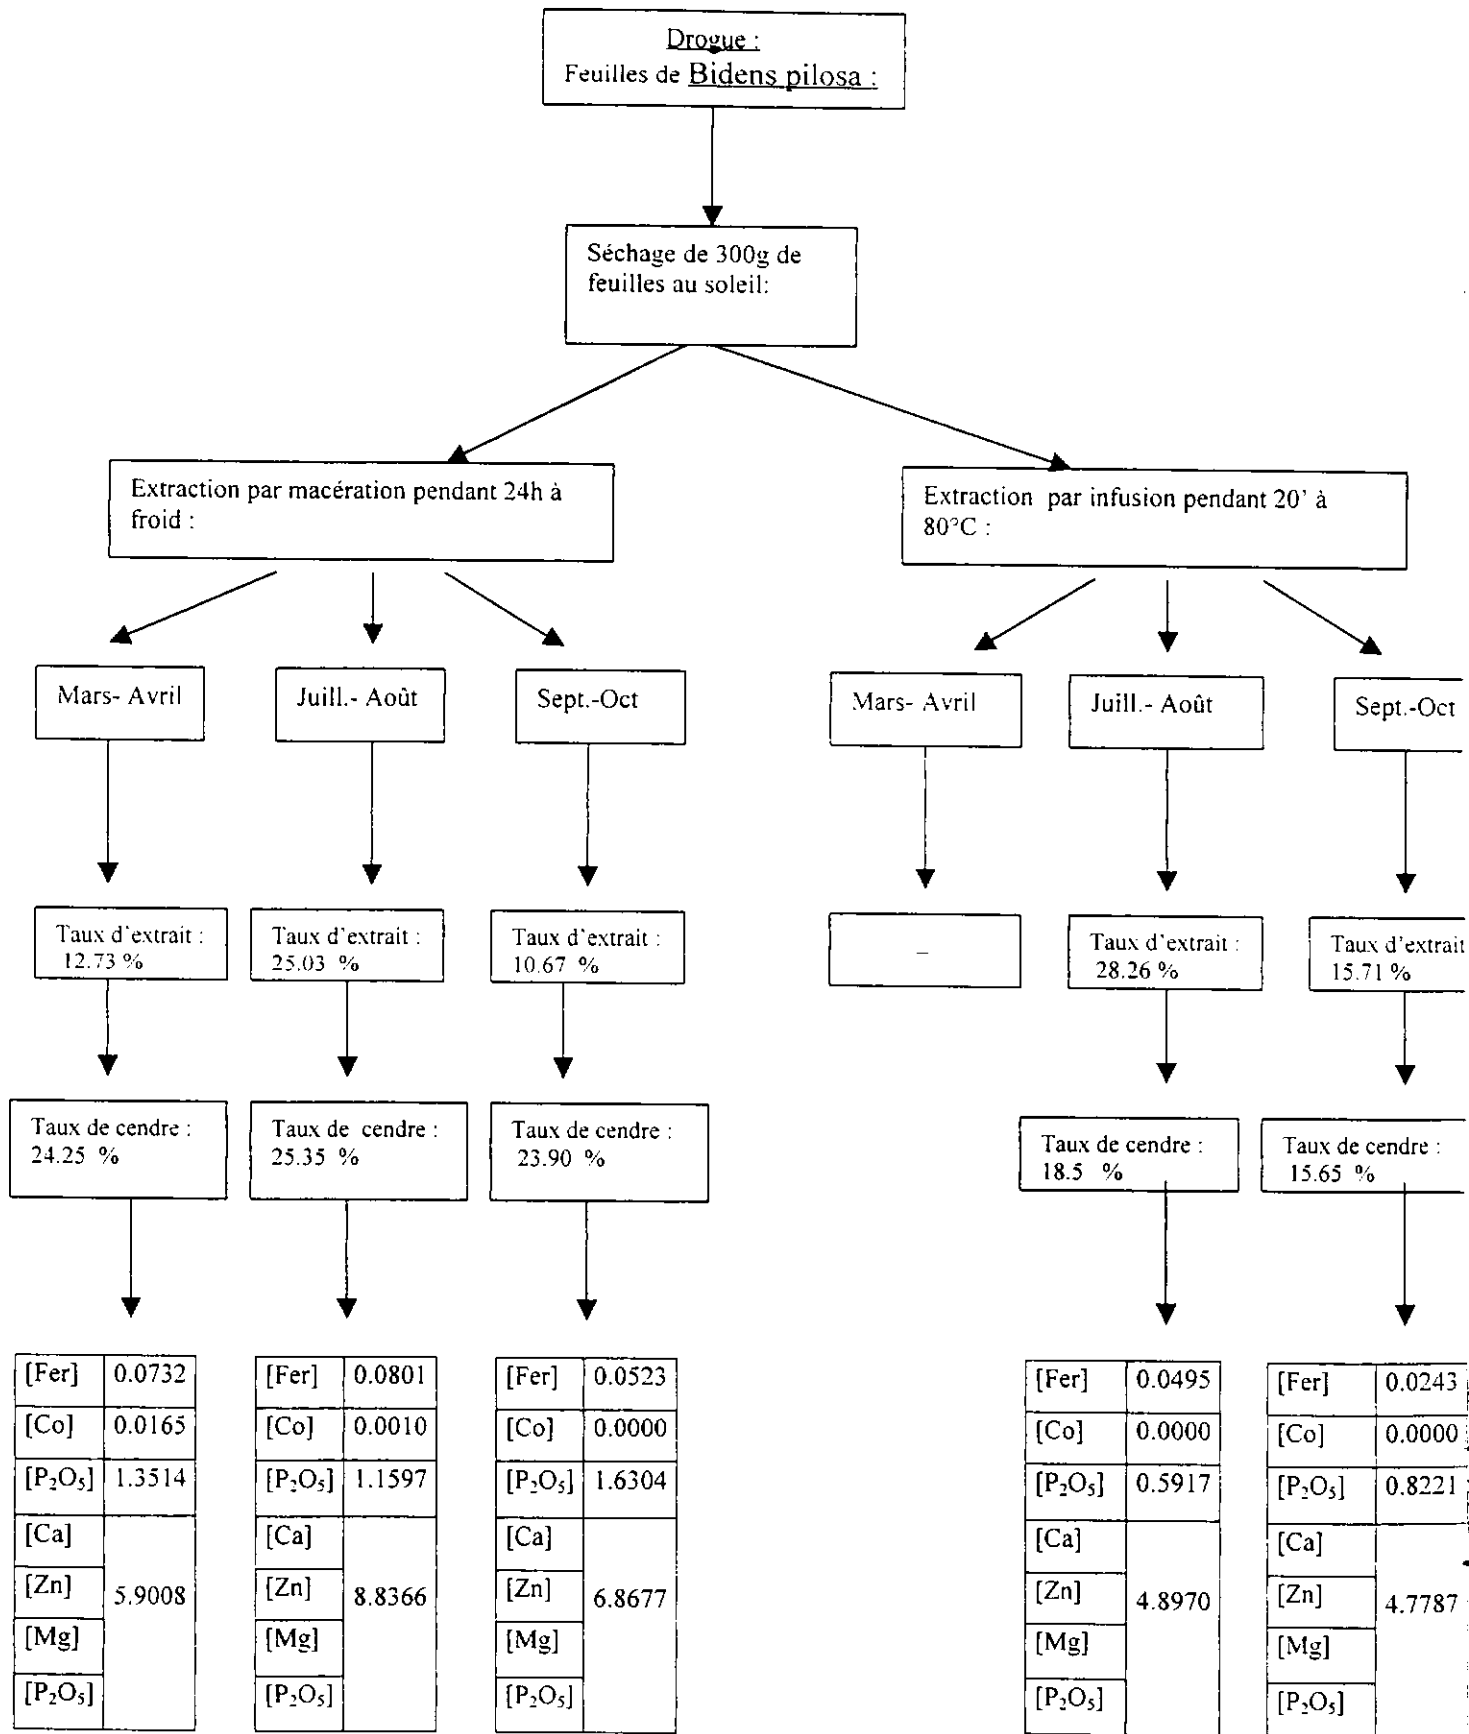 Drogue :
Feuilles de Bidens pilosa :
Séchage de 300g de
feuilles au soleil:
Extraction par macération pendant 24h à
froid :
Extraction par infusion pendant 20' à
80°C :
Mars- Avril
Juill.- Août
Sept.-Oct
Mars- Avril
Juill.- Août
Sept.-Oct
Taux d'extrait :
12.73 %
Taux d'extrait :
25.03 %
Taux d'extrait :
10.67 %
–
Taux d'extrait :
28.26 %
Taux d'extrait
15.71 %
Taux de cendre :
24.25 %
Taux de cendre :
25.35 %
Taux de cendre :
23.90 %
Taux de cendre :
18.5 %
Taux de cendre :
15.65 %
[Fer] 0.0732
[Co] 0.0165
[P₂O₅] 1.3514
[Ca]
[Zn] 5.9008
[Mg]
[P₂O₅]
[Fer] 0.0801
[Co] 0.0010
[P₂O₅] 1.1597
[Ca]
[Zn] 8.8366
[Mg]
[P₂O₅]
[Fer] 0.0523
[Co] 0.0000
[P₂O₅] 1.6304
[Ca]
[Zn] 6.8677
[Mg]
[P₂O₅]
[Fer] 0.0495
[Co] 0.0000
[P₂O₅] 0.5917
[Ca]
[Zn] 4.8970
[Mg]
[P₂O₅]
[Fer] 0.0243
[Co] 0.0000
[P₂O₅] 0.8221
[Ca]
[Zn] 4.7787
[Mg]
[P₂O₅]